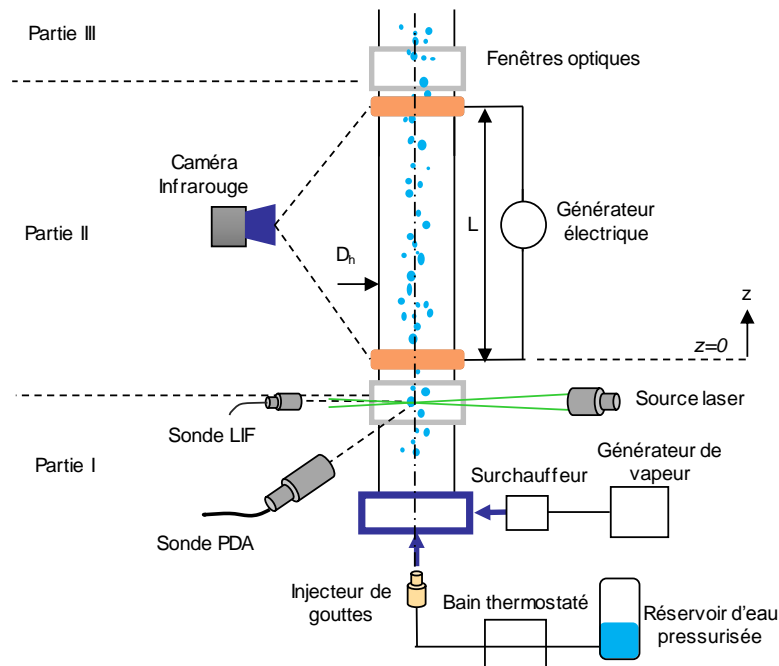 Partie III
Fenêtres optiques
Caméra
Infrarouge
Partie II
Générateur
électrique
L
Dh
z
z=0
Source laser
Sonde LIF
Partie I
Générateur de
vapeur
Surchauffeur
Sonde PDA
Injecteur de
gouttes
Bain thermostaté
Réservoir d'eau
pressurisée